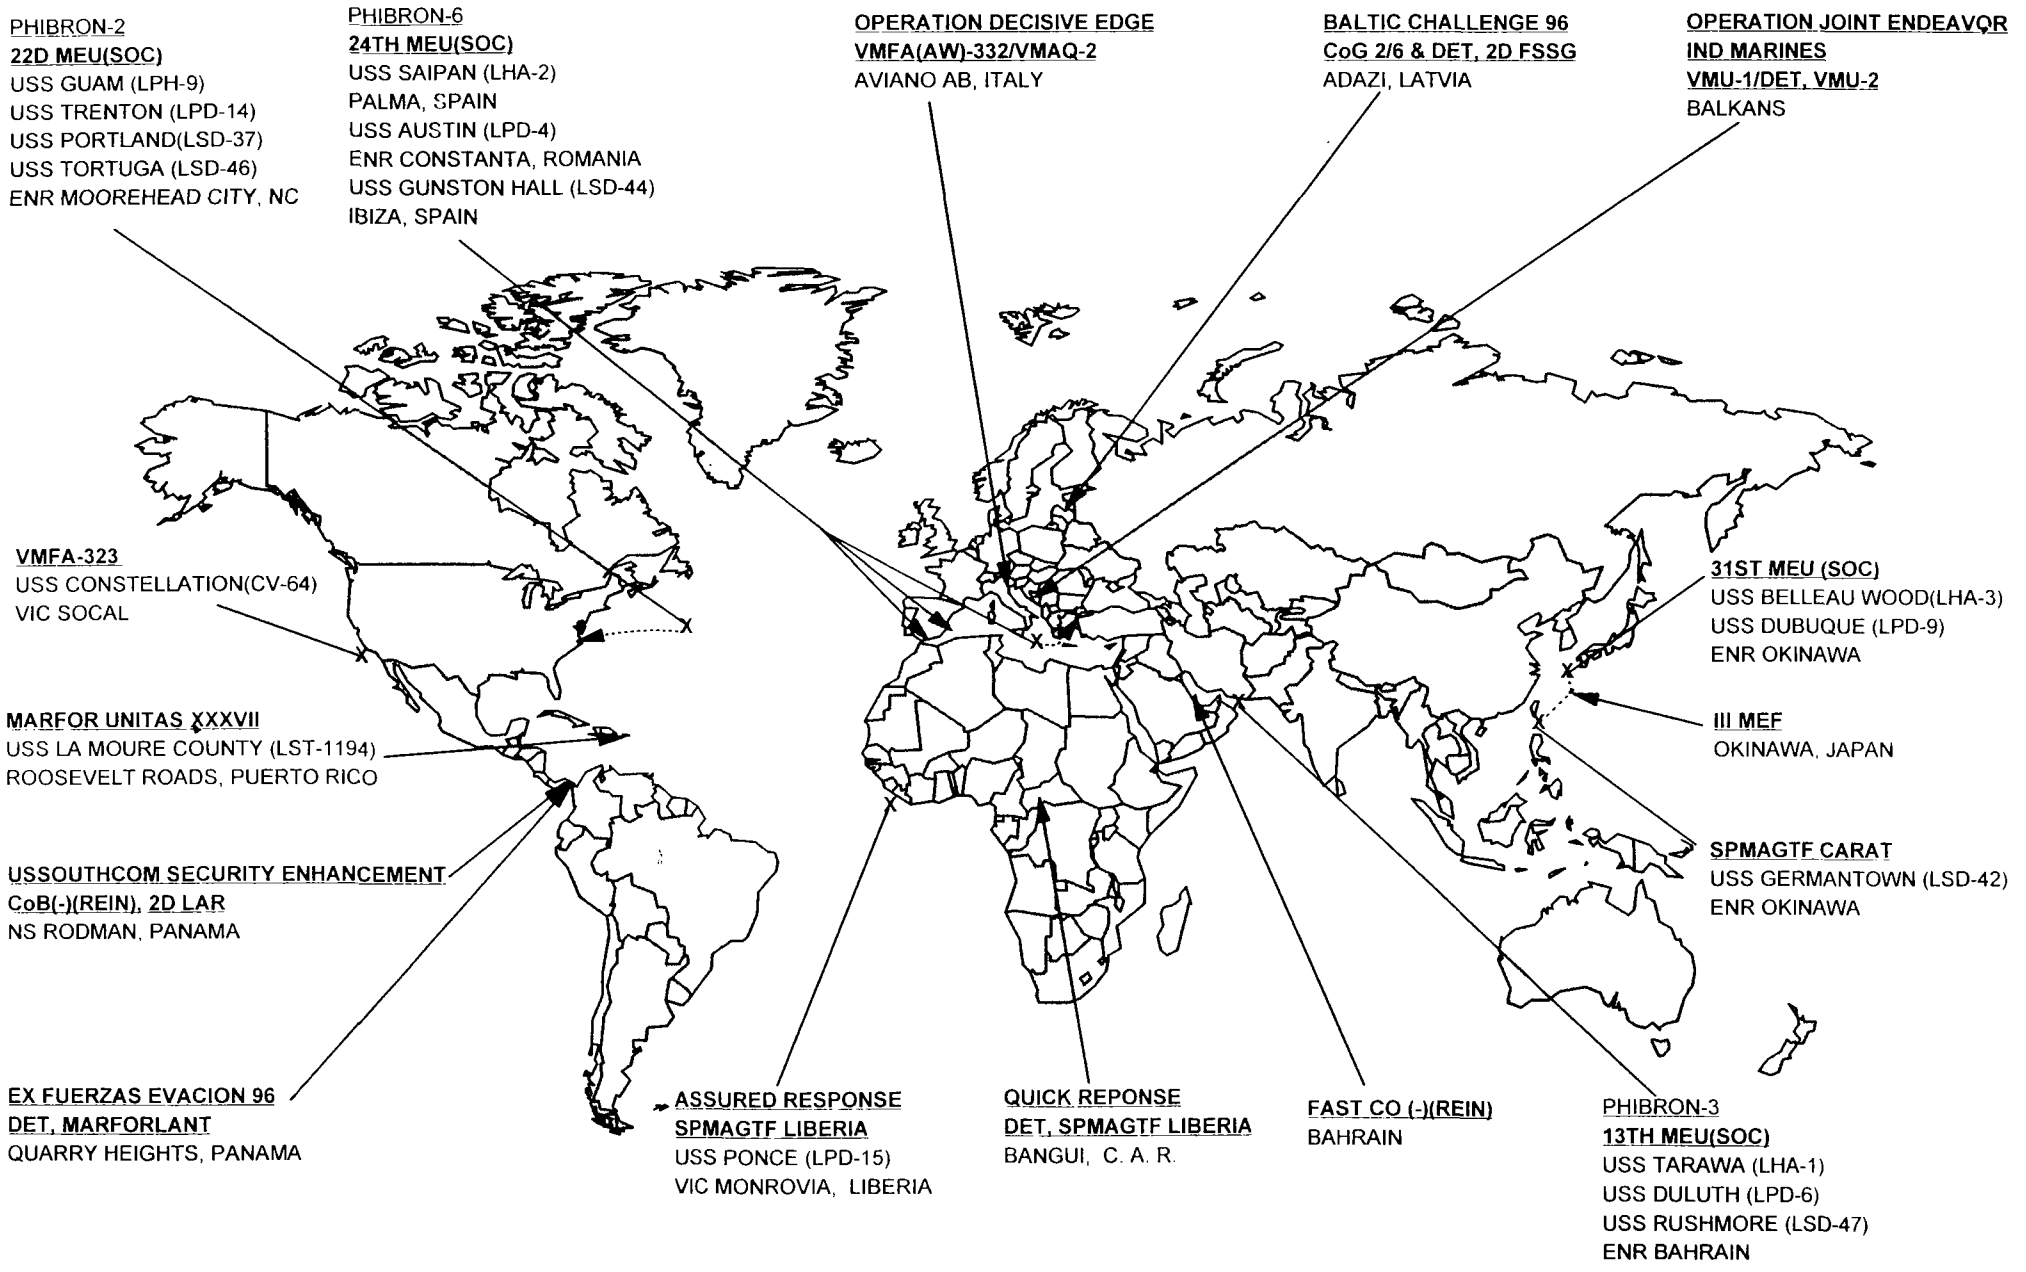 PHIBRON-2
22D MEU(SOC)
USS GUAM (LPH-9)
USS TRENTON (LPD-14)
USS PORTLAND(LSD-37)
USS TORTUGA (LSD-46)
ENR MOOREHEAD CITY, NC
PHIBRON-6
24TH MEU(SOC)
USS SAIPAN (LHA-2)
PALMA, SPAIN
USS AUSTIN (LPD-4)
ENR CONSTANTA, ROMANIA
USS GUNSTON HALL (LSD-44)
IBIZA, SPAIN
OPERATION DECISIVE EDGE
VMFA(AW)-332/VMAQ-2
AVIANO AB, ITALY
BALTIC CHALLENGE 96
CoG 2/6 & DET, 2D FSSG
ADAZI, LATVIA
OPERATION JOINT ENDEAVOR
IND MARINES
VMU-1/DET, VMU-2
BALKANS
VMFA-323
USS CONSTELLATION(CV-64)
VIC SOCAL
31ST MEU (SOC)
USS BELLEAU WOOD(LHA-3)
USS DUBUQUE (LPD-9)
ENR OKINAWA
MARFOR UNITAS XXXVII
USS LA MOURE COUNTY (LST-1194)
ROOSEVELT ROADS, PUERTO RICO
III MEF
OKINAWA, JAPAN
USSOUTHCOM SECURITY ENHANCEMENT
CoB(-)(REIN), 2D LAR
NS RODMAN, PANAMA
SPMAGTF CARAT
USS GERMANTOWN (LSD-42)
ENR OKINAWA
EX FUERZAS EVACION 96
DET, MARFORLANT
QUARRY HEIGHTS, PANAMA
ASSURED RESPONSE
SPMAGTF LIBERIA
USS PONCE (LPD-15)
VIC MONROVIA, LIBERIA
QUICK REPONSE
DET, SPMAGTF LIBERIA
BANGUI, C. A. R.
FAST CO (-)(REIN)
BAHRAIN
PHIBRON-3
13TH MEU(SOC)
USS TARAWA (LHA-1)
USS DULUTH (LPD-6)
USS RUSHMORE (LSD-47)
ENR BAHRAIN